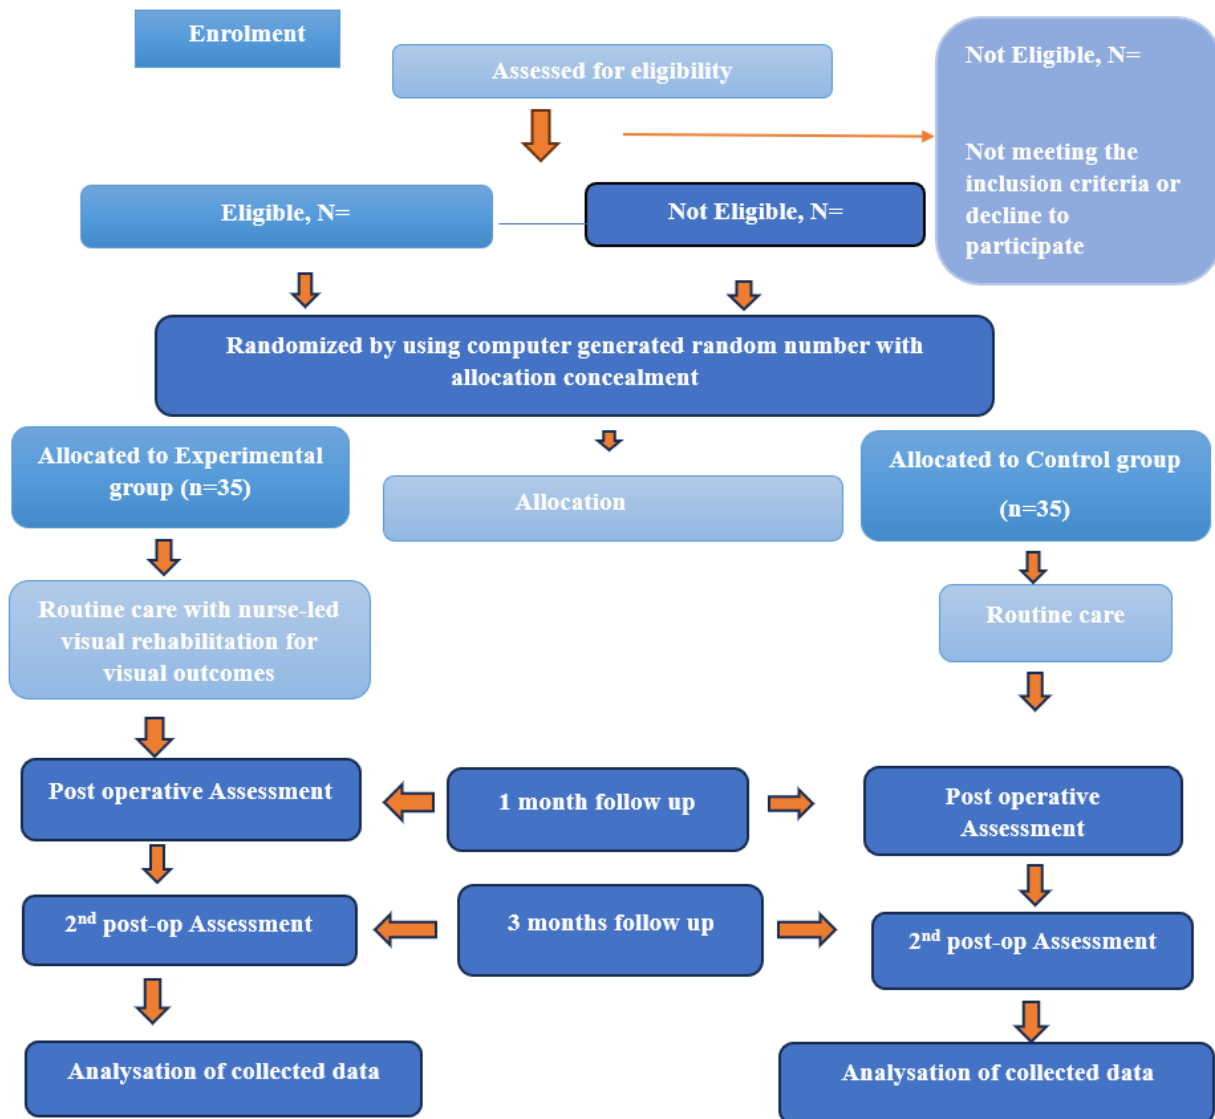 Enrolment
Assessed for eligibility
Not Eligible, N=
Not meeting the
inclusion criteria or
decline to
participate
Eligible, N=
Not Eligible, N=
Randomized by using computer generated random number with
allocation concealment
Allocated to Experimental
group (n=35)
Allocation
Allocated to Control group
(n=35)
Routine care with nurse-led
visual rehabilitation for
visual outcomes
Routine care
Post operative Assessment
1 month follow up
Post operative
Assessment
2nd post-op Assessment
3 months follow up
2nd post-op Assessment
Analysation of collected data
Analysation of collected data